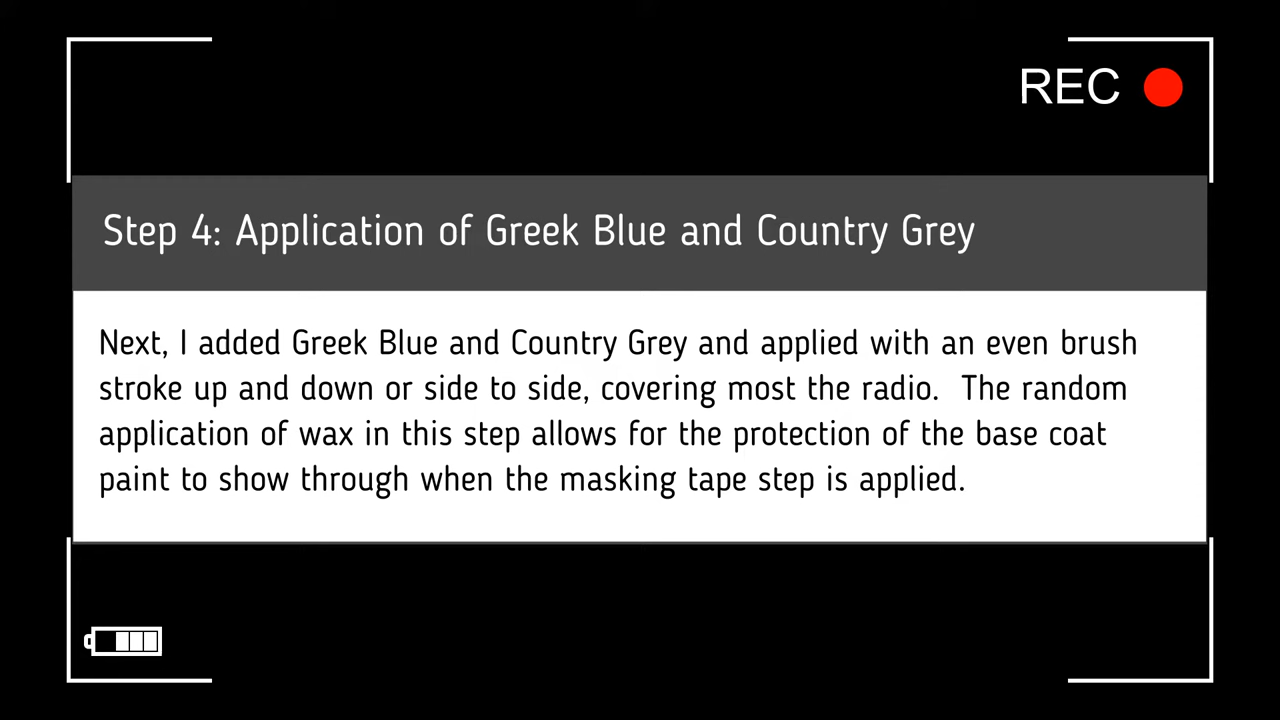 REC
Step 4: Application of Greek Blue and Country Grey
Next, I added Greek Blue and Country Grey and applied with an even brush
stroke up and down or side to side, covering most the radio.  The random
application of wax in this step allows for the protection of the base coat
paint to show through when the masking tape step is applied.